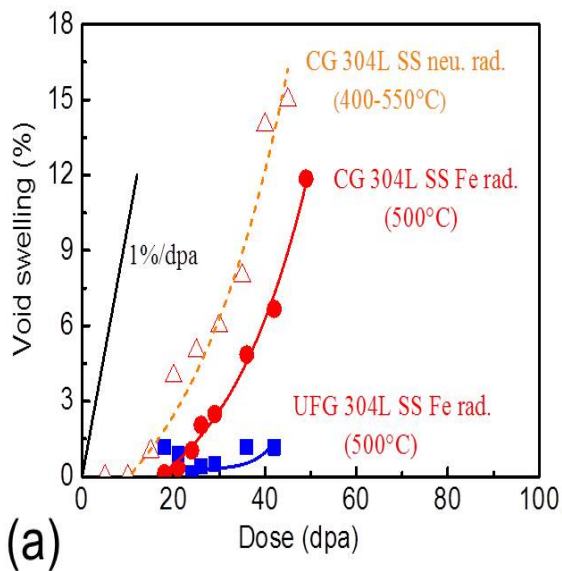 18
15
12
9
6
3
0
Void swelling (%)
CG 304L SS neu. rad.
(400-550°C)
CG 304L SS Fe rad.
(500°C)
1%/dpa
UFG 304L SS Fe rad.
(500°C)
0 20 40 60 80 100
Dose (dpa)
(a)